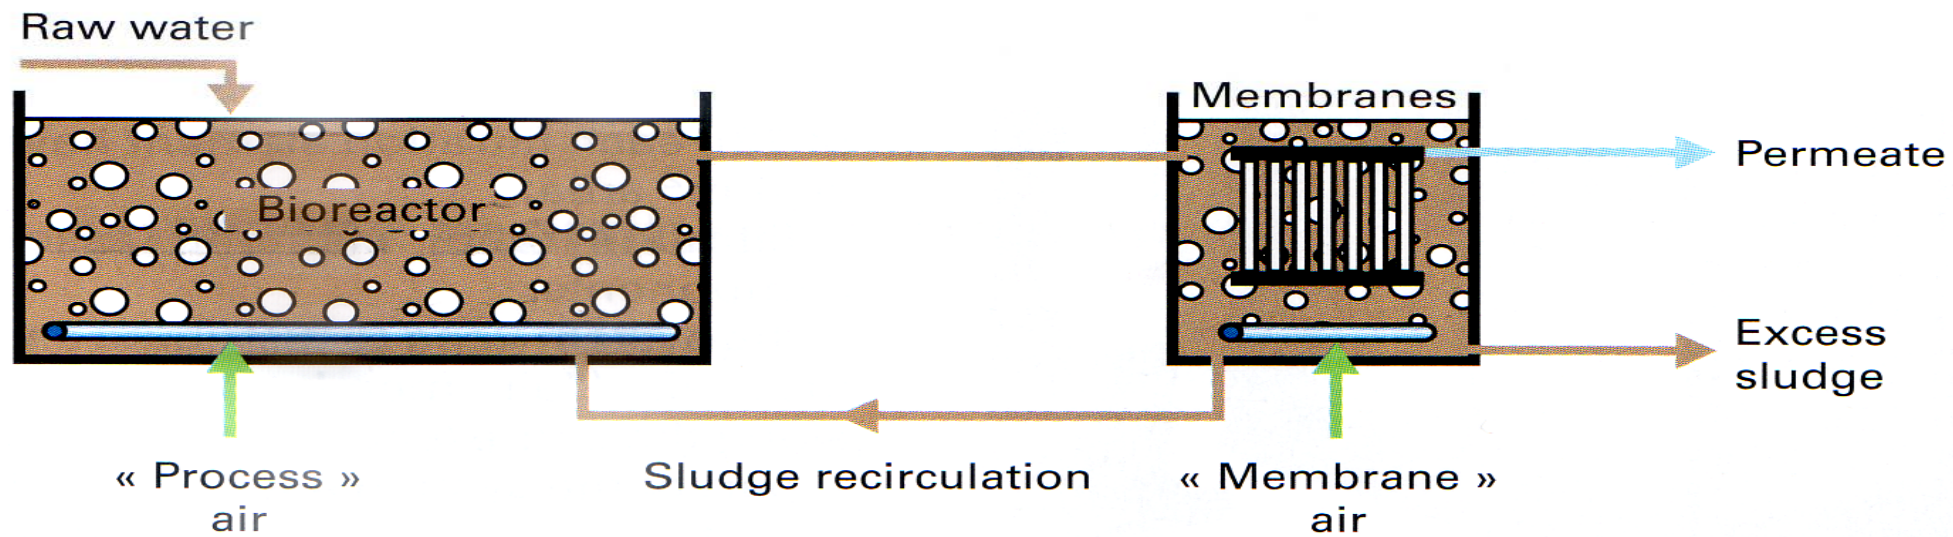 Raw water
Membranes
Permeate
Bioreactor
Excess
sludge
« Process »
air
Sludge recirculation
« Membrane »
air